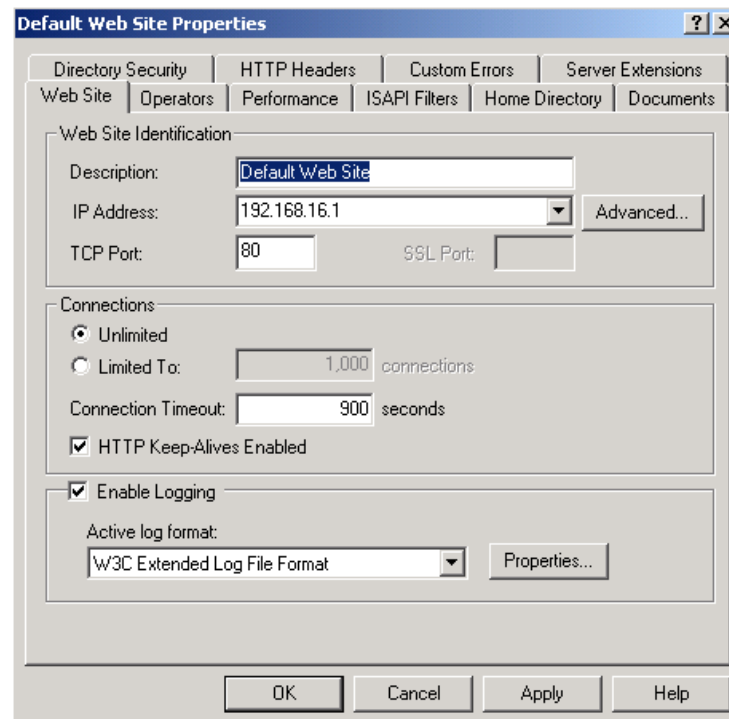 Default Web Site Properties
Directory Security HTTP Headers Custom Errors Server Extensions
Web Site Operators Performance ISAPI Filters Home Directory Documents
Web Site Identification
Description: Default Web Site
IP Address: 192.168.16.1 Advanced...
TCP Port: 80 SSL Port:
Connections
Unlimited
Limited To: 1,000 connections
Connection Timeout: 900 seconds
HTTP Keep-Alives Enabled
Enable Logging
Active log format:
W3C Extended Log File Format Properties...
OK Cancel Apply Help